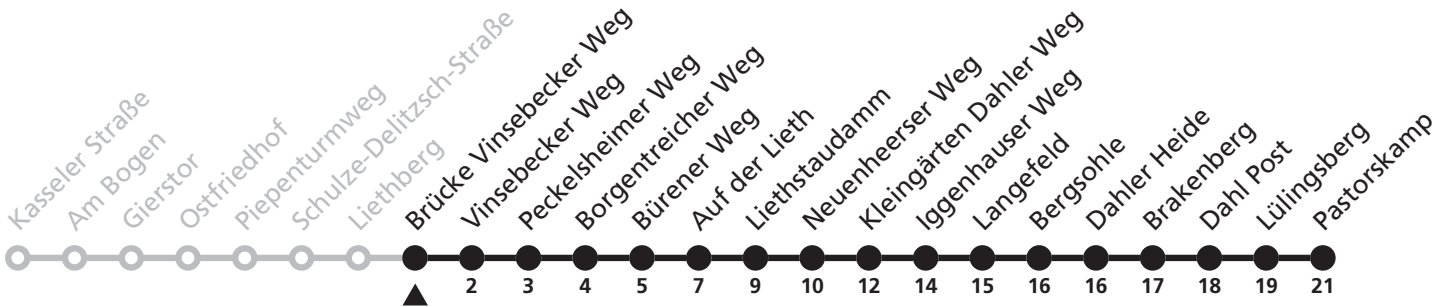 Kasseler Straße
Am Bogen
Gierstor
Ostfriedhof
Piepenturmweg
Schulze-Delitzsch-Straße
Liethberg
Brücke Vinsebecker Weg
Vinsebecker Weg
Peckelsheimer Weg
Borgentreicher Weg
Bürener Weg
Auf der Lieth
Liethstaudamm
Neuenheerser Weg
Kleingärten Dahler Weg
Iggenhauser Weg
Langefeld
Bergsohle
Dahler Heide
Brakenberg
Dahl Post
Lülingsberg
Pastorskamp
2 3 4 5 7 9 10 12 14 15 16 16 17 18 19 21